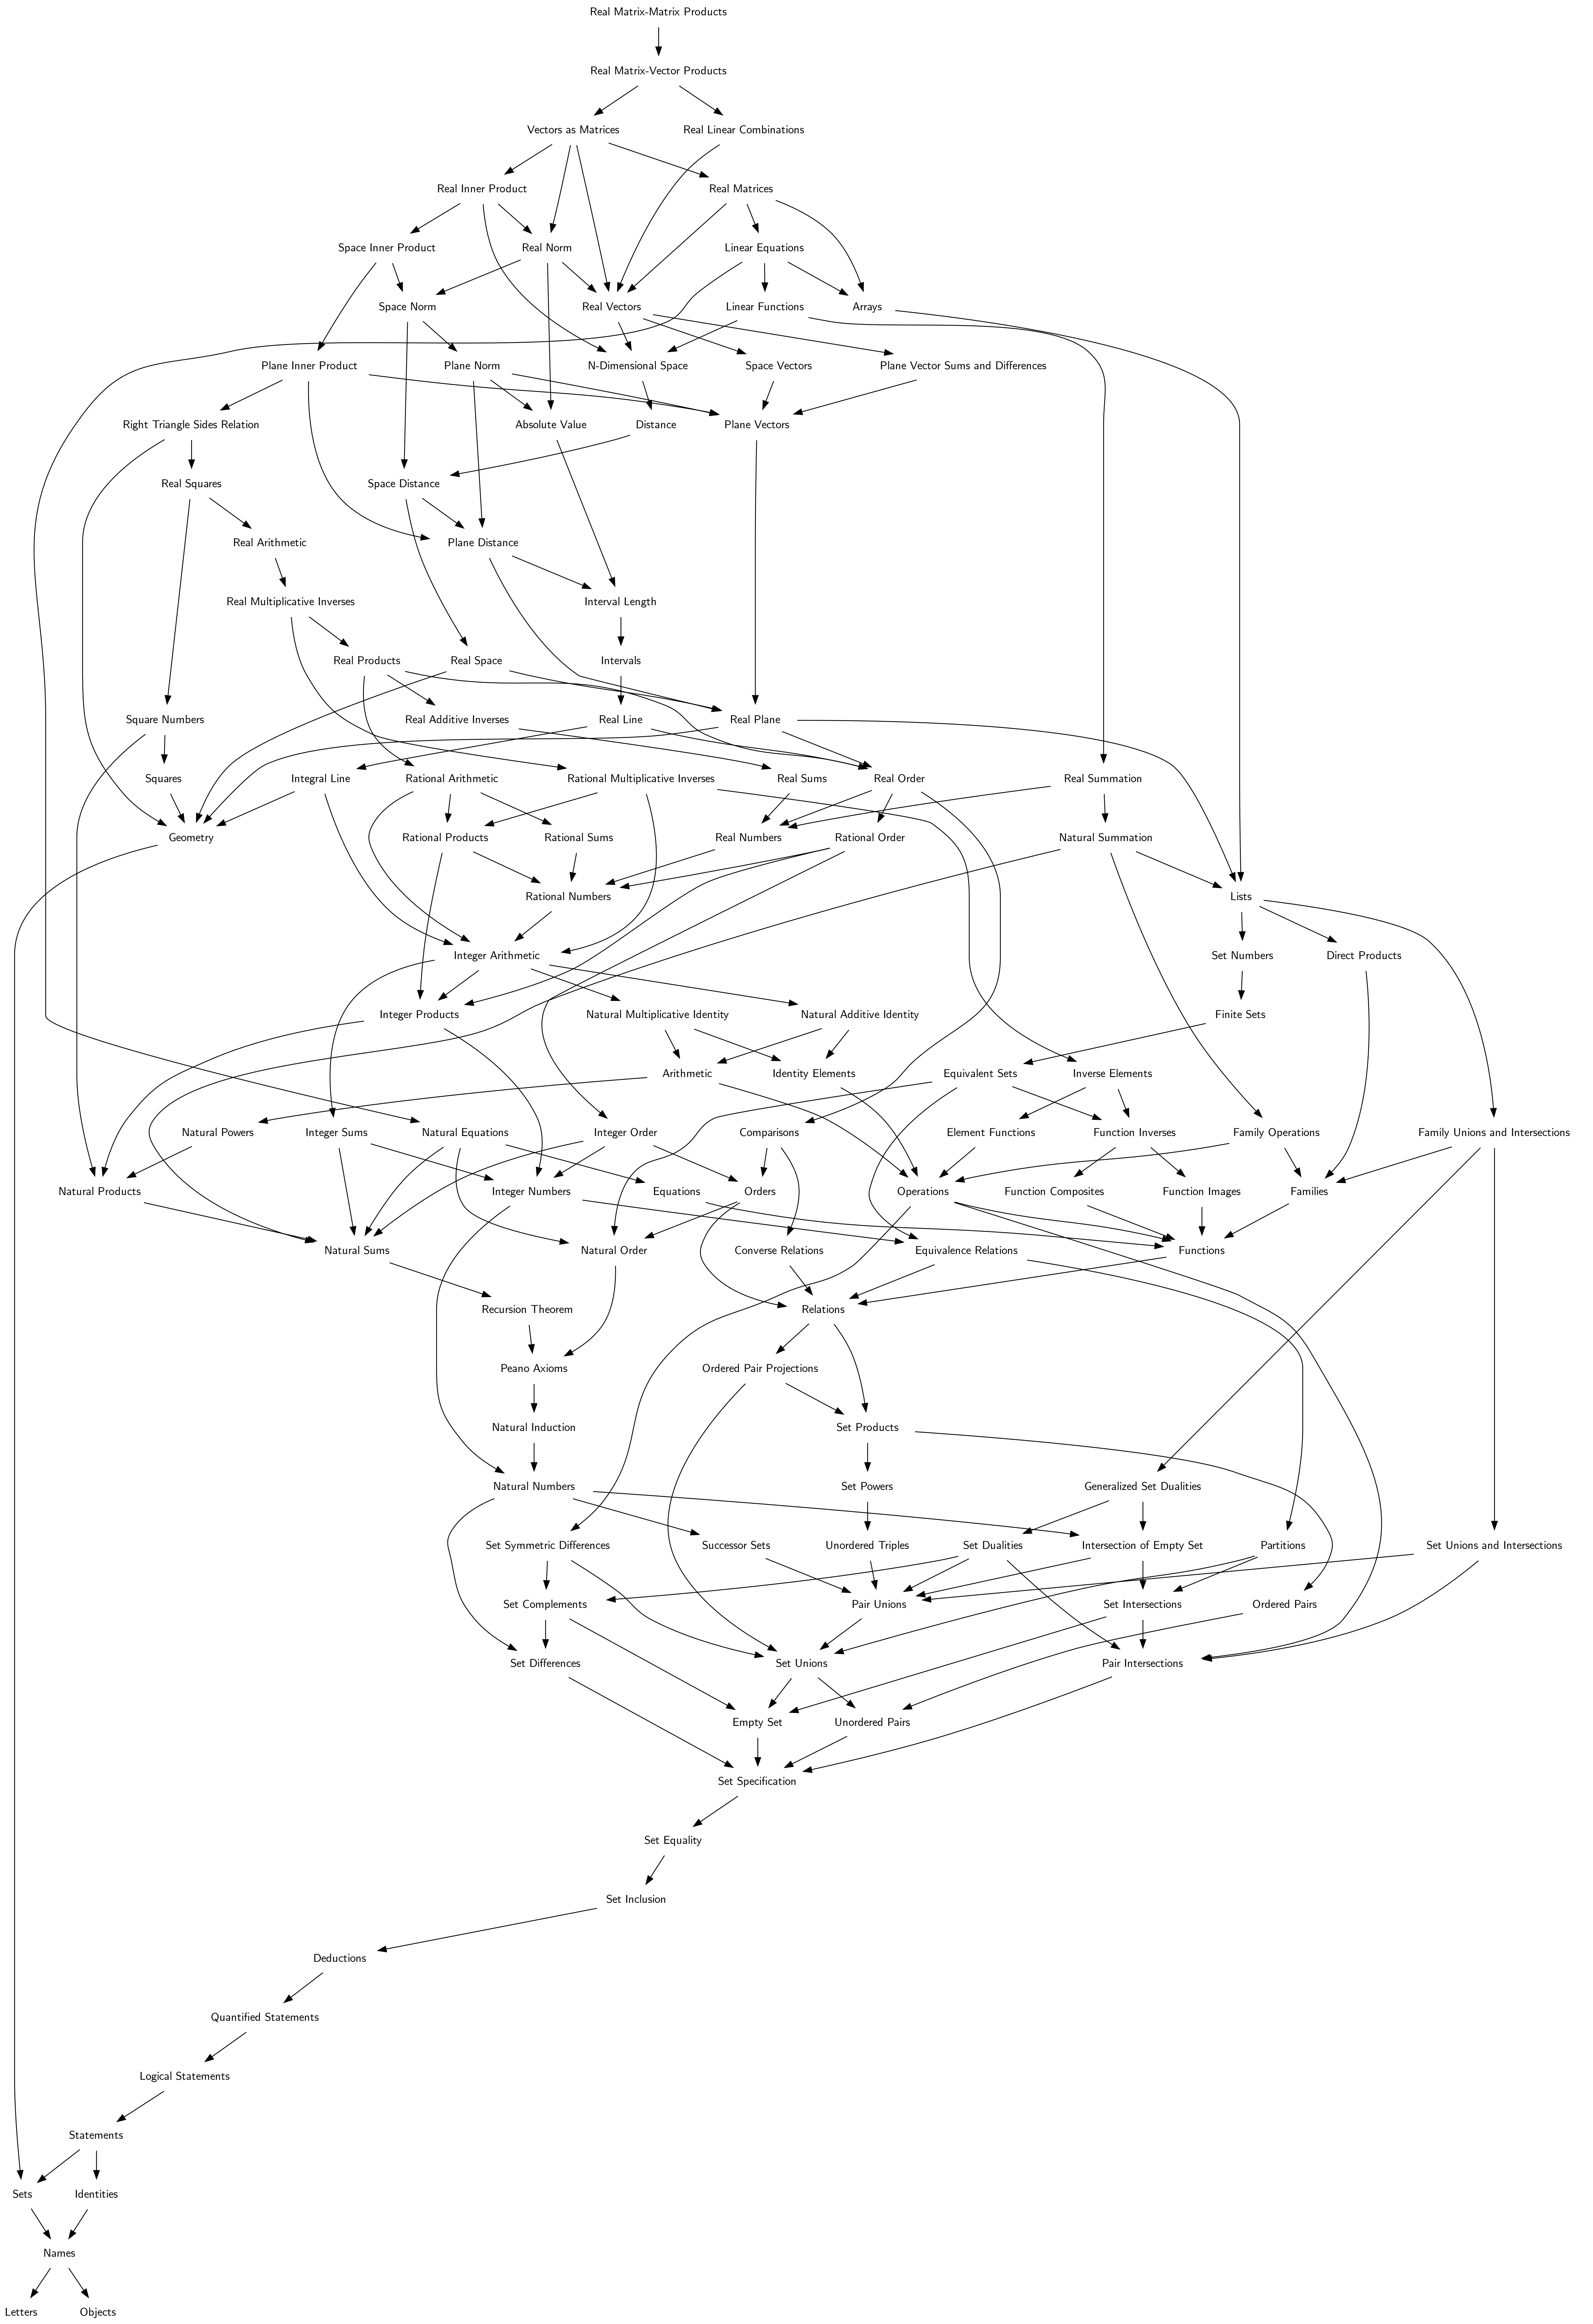 Real Matrix-Matrix Products
Real Matrix-Vector Products
Vectors as Matrices
Real Linear Combinations
Real Inner Product
Real Matrices
Space Inner Product
Real Norm
Linear Equations
Space Norm
Real Vectors
Linear Functions
Arrays
Plane Inner Product
Plane Norm
N-Dimensional Space
Space Vectors
Plane Vector Sums and Differences
Right Triangle Sides Relation
Absolute Value
Distance
Plane Vectors
Real Squares
Space Distance
Real Arithmetic
Plane Distance
Real Multiplicative Inverses
Interval Length
Real Products
Real Space
Intervals
Square Numbers
Real Additive Inverses
Real Line
Real Plane
Squares
Integral Line
Rational Arithmetic
Rational Multiplicative Inverses
Real Sums
Real Order
Real Summation
Geometry
Rational Products
Rational Sums
Real Numbers
Rational Order
Natural Summation
Rational Numbers
Lists
Integer Arithmetic
Set Numbers
Direct Products
Integer Products
Natural Multiplicative Identity
Natural Additive Identity
Finite Sets
Arithmetic
Identity Elements
Equivalent Sets
Inverse Elements
Natural Powers
Integer Sums
Natural Equations
Integer Order
Comparisons
Element Functions
Function Inverses
Family Operations
Family Unions and Intersections
Natural Products
Integer Numbers
Equations
Orders
Operations
Function Composites
Function Images
Families
Natural Sums
Natural Order
Converse Relations
Equivalence Relations
Functions
Recursion Theorem
Relations
Peano Axioms
Ordered Pair Projections
Natural Induction
Set Products
Natural Numbers
Set Powers
Generalized Set Dualities
Set Symmetric Differences
Successor Sets
Unordered Triples
Set Dualities
Intersection of Empty Set
Partitions
Set Unions and Intersections
Set Complements
Pair Unions
Set Intersections
Ordered Pairs
Set Differences
Set Unions
Pair Intersections
Empty Set
Unordered Pairs
Set Specification
Set Equality
Set Inclusion
Deductions
Quantified Statements
Logical Statements
Statements
Sets
Identities
Names
Letters
Objects